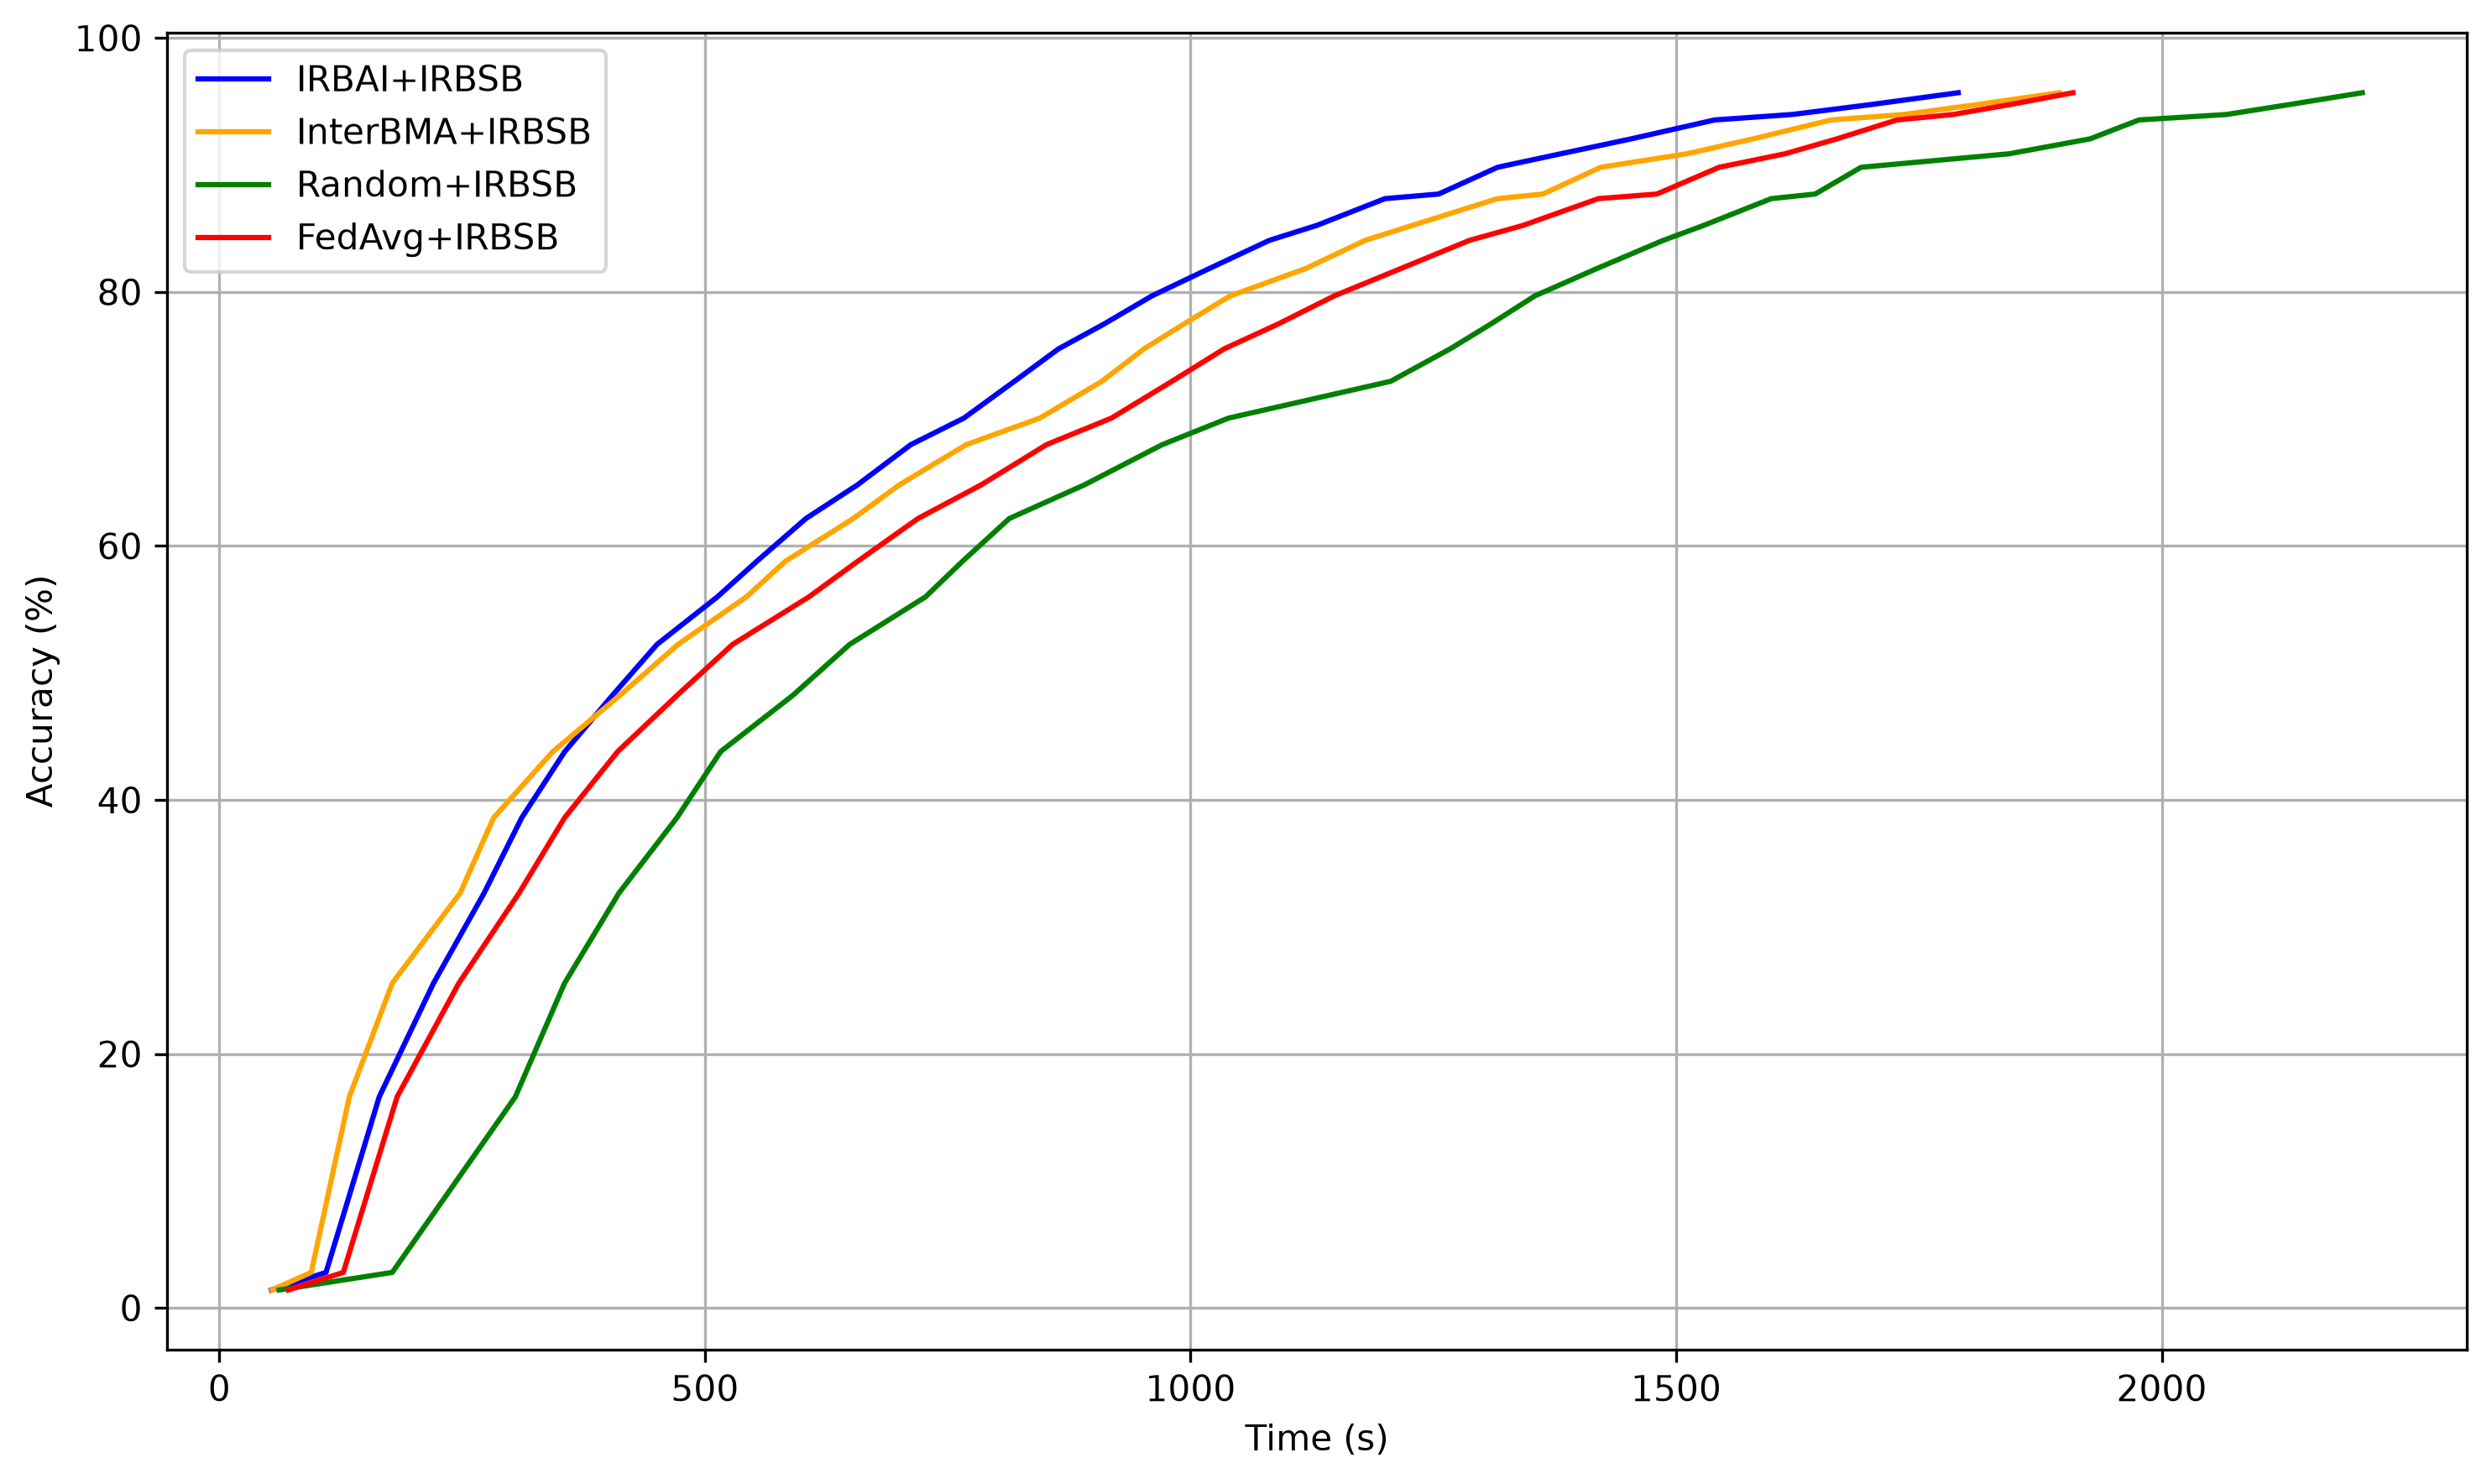 100
80
60
40
20
0
Accuracy (%)
IRBAI+IRBSB
InterBMA+IRBSB
Random+IRBSB
FedAvg+IRBSB
0 500 1000 1500 2000
Time (s)